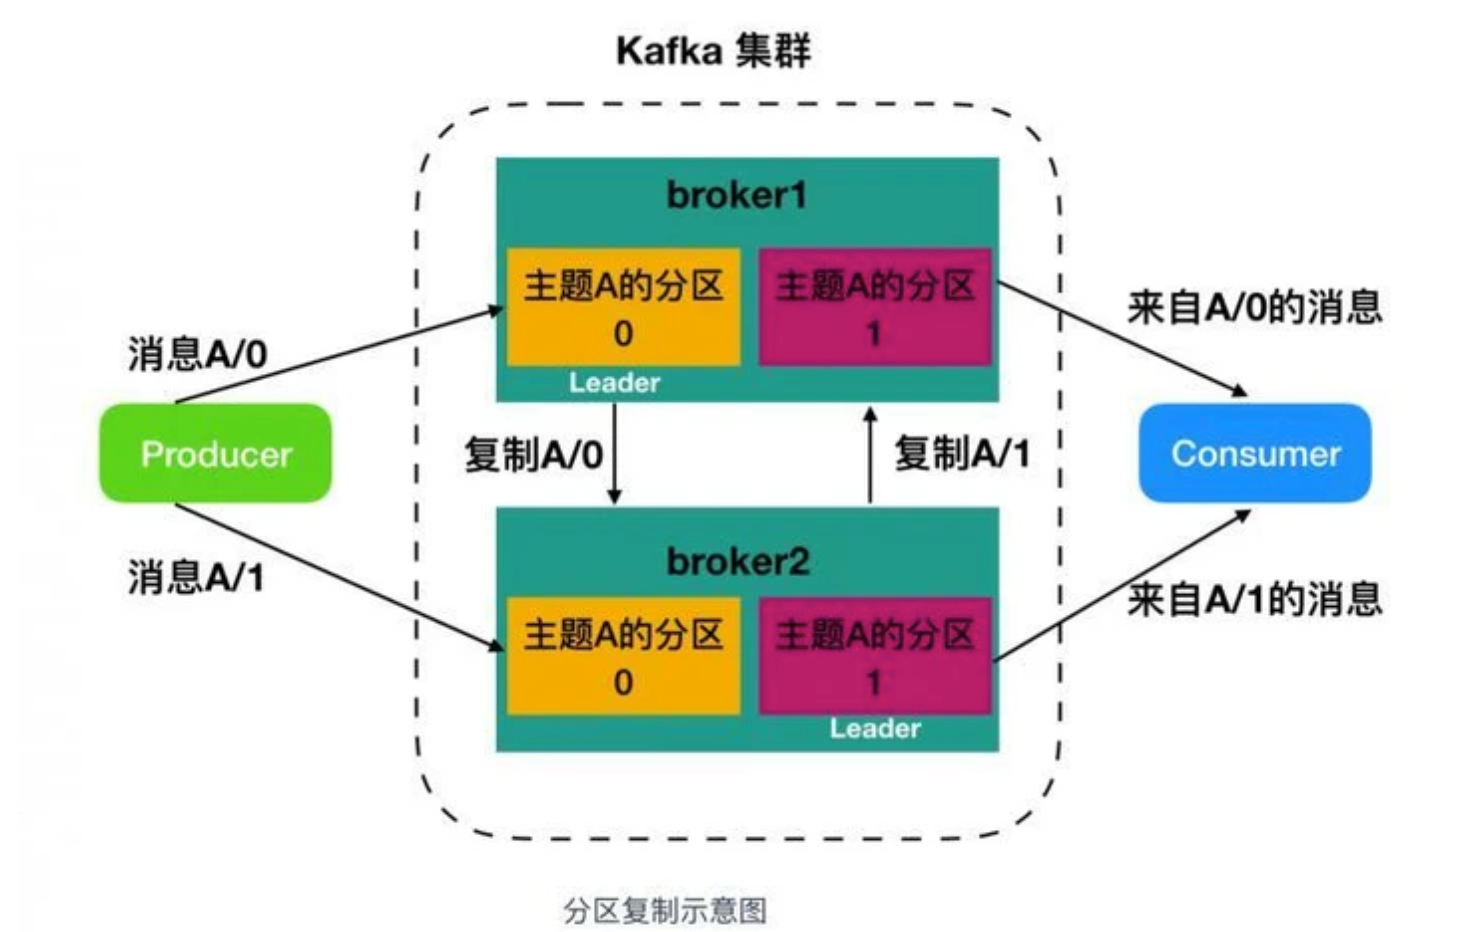 Kafka 集群
broker1
主题A的分区
0
主题A的分区
1
Leader
消息A/0
来自A/0的消息
Producer
复制A/0
复制A/1
Consumer
消息A/1
来自A/1的消息
broker2
主题A的分区
0
主题A的分区
1
Leader
分区复制示意图